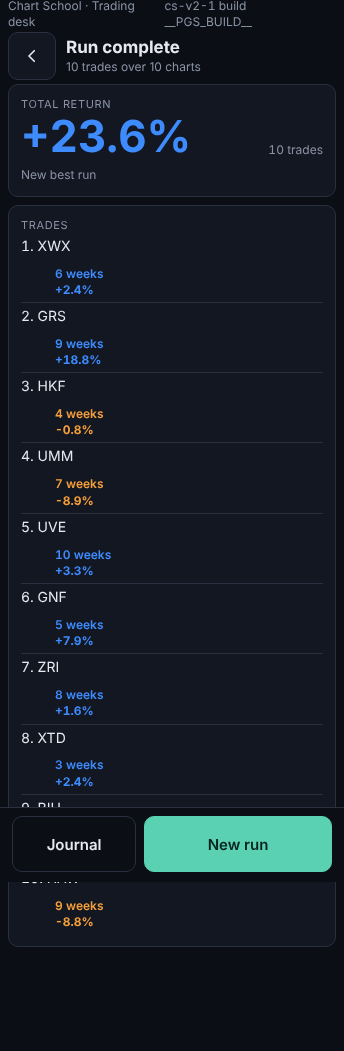 Chart School · Trading desk
cs-v2-1 build __PGS_BUILD__
Run complete
10 trades over 10 charts
TOTAL RETURN
+23.6%
10 trades
New best run
TRADES
1. XWX
6 weeks
+2.4%
2. GRS
9 weeks
+18.8%
3. HKF
4 weeks
-0.8%
4. UMM
7 weeks
-8.9%
5. UVE
10 weeks
+3.3%
6. GNF
5 weeks
+7.9%
7. ZRI
8 weeks
+1.6%
8. XTD
3 weeks
+2.4%
Journal
New run
9 weeks
-8.8%